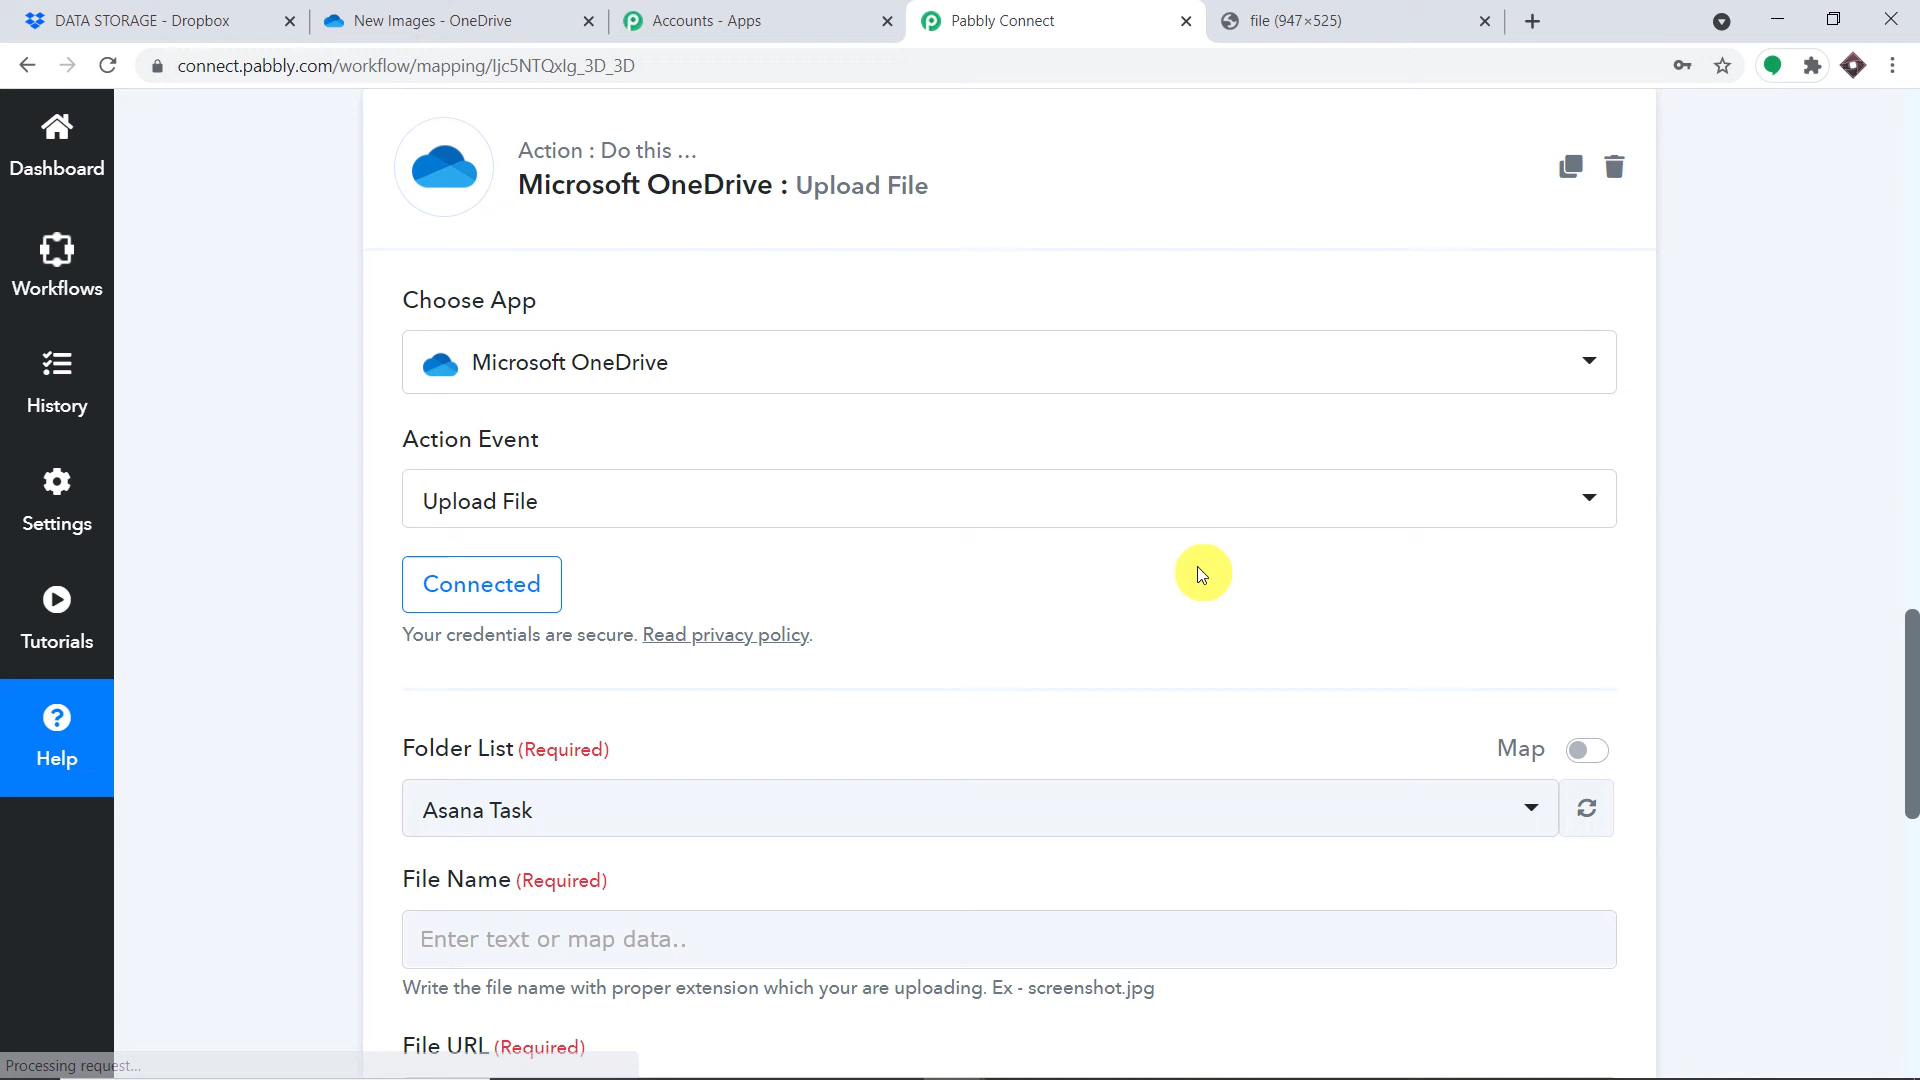 DATA STORAGE - Dropbox
New Images - OneDrive
Accounts - Apps
Pabbly Connect
file (947×525)
connect.pabbly.com/workflow/mapping/Ijc5NTQxIg_3D_3D
Dashboard
Workflows
History
Settings
Tutorials
Help
Action : Do this ...
Microsoft OneDrive : Upload File
Choose App
Microsoft OneDrive
Action Event
Upload File
Connected
Your credentials are secure. Read privacy policy.
Folder List (Required)
Map
Asana Task
File Name (Required)
Enter text or map data..
Write the file name with proper extension which your are uploading. Ex - screenshot.jpg
File URL (Required)
Processing request...